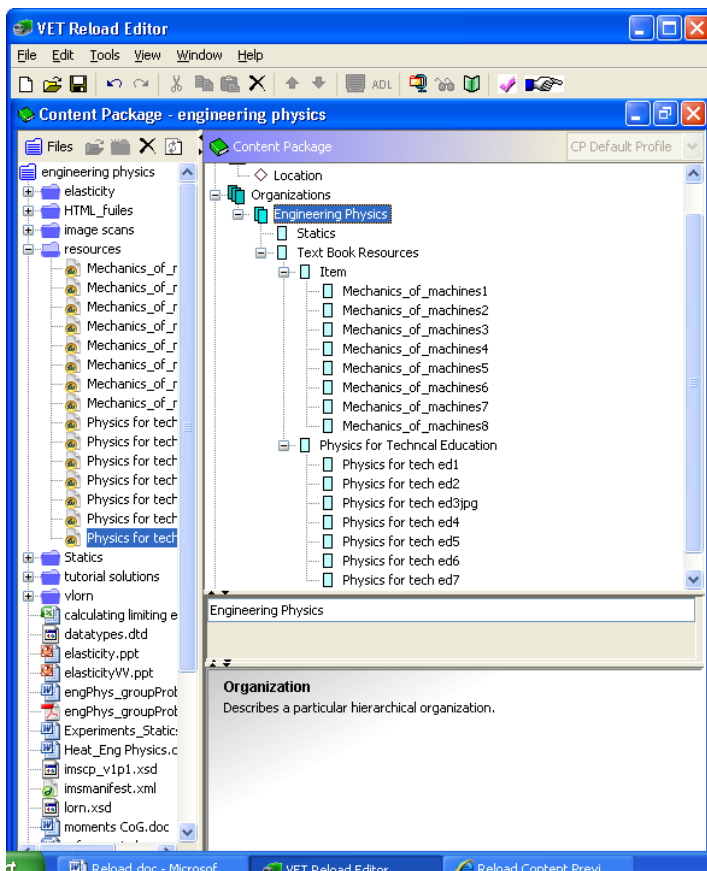 VET Reload Editor
File Edit Tools View Window Help
ADL
Content Package - engineering physics
Files
engineering physics
elasticity
HTML_fuiles
image scans
resources
Mechanics_of_r
Mechanics_of_r
Mechanics_of_r
Mechanics_of_r
Mechanics_of_r
Mechanics_of_r
Mechanics_of_r
Mechanics_of_r
Physics for tech
Physics for tech
Physics for tech
Physics for tech
Physics for tech
Physics for tech
Physics for tech
Statics
tutorial solutions
vlorn
calculating limiting e
datatypes.dtd
elasticity.ppt
elasticityVV.ppt
engPhys_groupProb
engPhys_groupProb
Experiments_Statics
Heat_Eng Physics.c
imscp_v1p1.xsd
imsmanifest.xml
lorn.xsd
moments CoG.doc
Content Package CP Default Profile
Location
Organizations
Engineering Physics
Statics
Text Book Resources
Item
Mechanics_of_machines1
Mechanics_of_machines2
Mechanics_of_machines3
Mechanics_of_machines4
Mechanics_of_machines5
Mechanics_of_machines6
Mechanics_of_machines7
Mechanics_of_machines8
Physics for Techncal Education
Physics for tech ed1
Physics for tech ed2
Physics for tech ed3jpg
Physics for tech ed4
Physics for tech ed5
Physics for tech ed6
Physics for tech ed7
Engineering Physics
Organization
Describes a particular hierarchical organization.
Reload.doc - Microsof... VET Reload Editor Reload Content Previ...